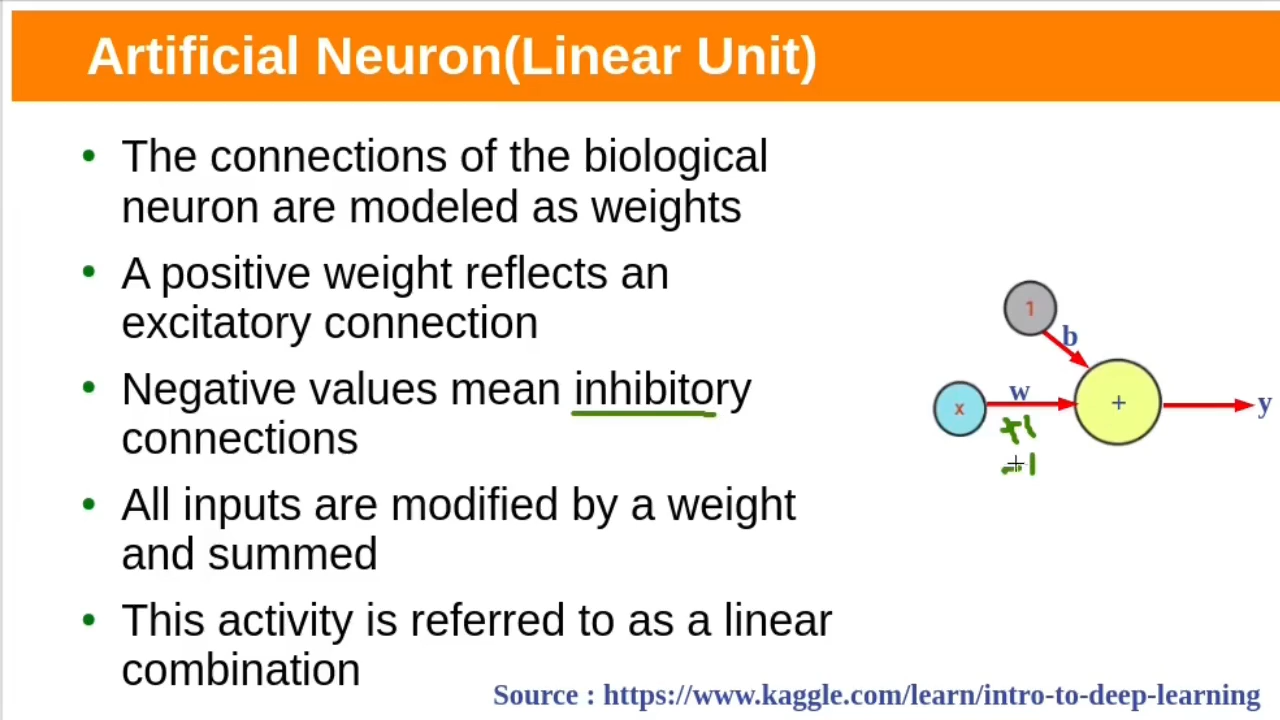 Artificial Neuron(Linear Unit)
• The connections of the biological
neuron are modeled as weights
• A positive weight reflects an
excitatory connection
• Negative values mean inhibitory
connections
• All inputs are modified by a weight
and summed
• This activity is referred to as a linear
combination
1
b
w
x
+
y
+1
-1
Source : https://www.kaggle.com/learn/intro-to-deep-learning